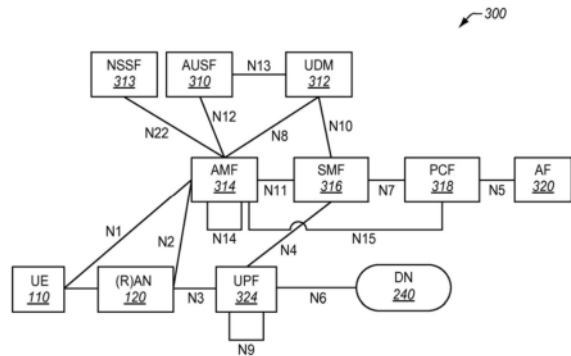 300
NSSF
313
AUSF
310
N13
UDM
312
N22
N12
N8
N10
AMF
314
N11
SMF
316
N7
PCF
318
N5
AF
320
N1
N2
N14
N4
N15
UE
110
(R)AN
120
N3
UPF
324
N6
DN
240
N9